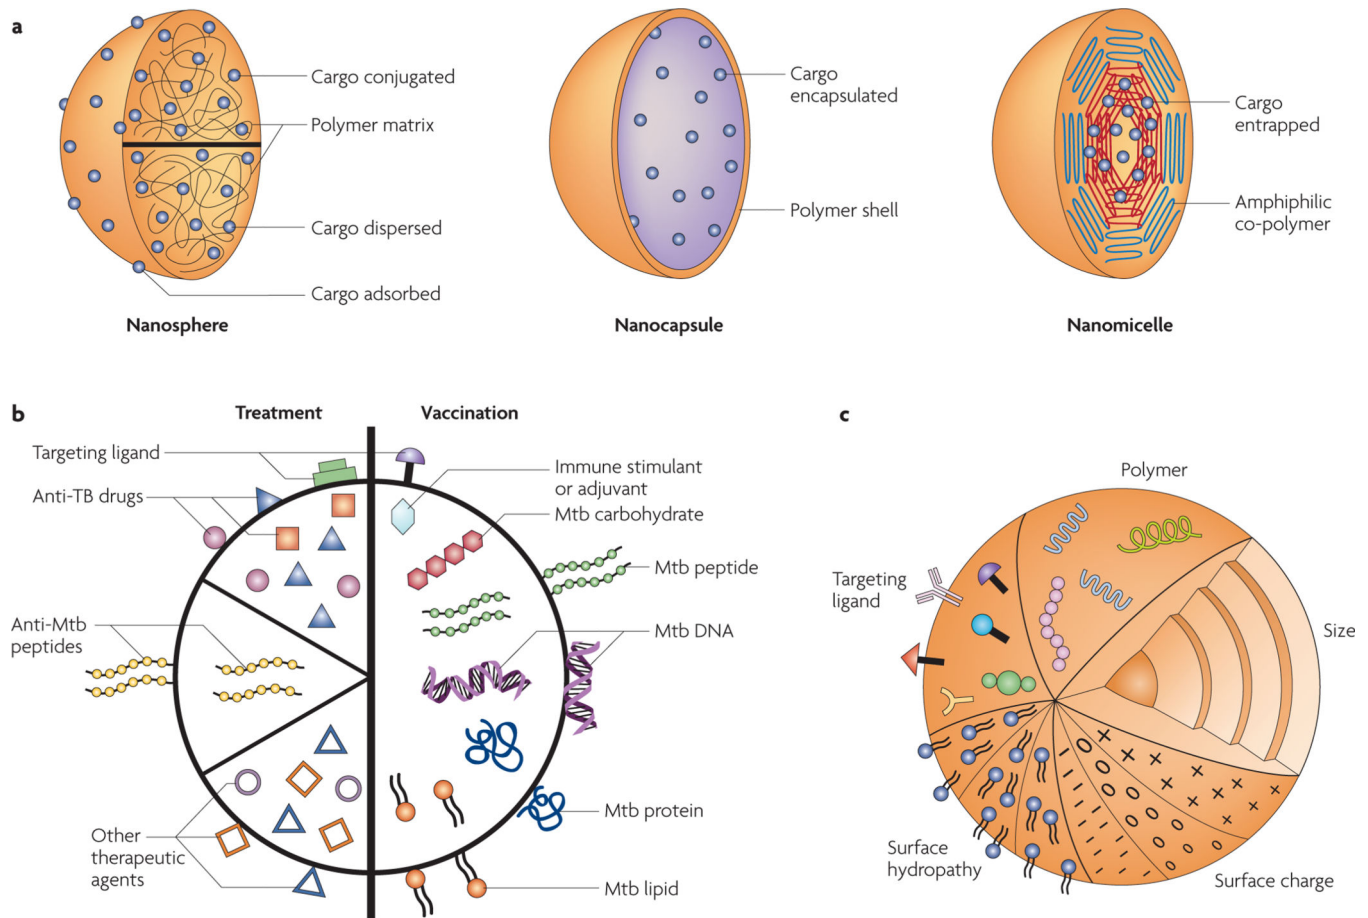 a
Cargo conjugated
Polymer matrix
Cargo dispersed
Cargo adsorbed
Nanosphere
Cargo
encapsulated
Polymer shell
Nanocapsule
Cargo
entrapped
Amphiphilic
co-polymer
Nanomicelle
b
Treatment
Vaccination
Targeting ligand
Anti-TB drugs
Anti-Mtb
peptides
Other
therapeutic
agents
Immune stimulant
or adjuvant
Mtb carbohydrate
Mtb peptide
Mtb DNA
Mtb protein
Mtb lipid
c
Polymer
Targeting
ligand
Size
Surface
hydropathy
Surface charge